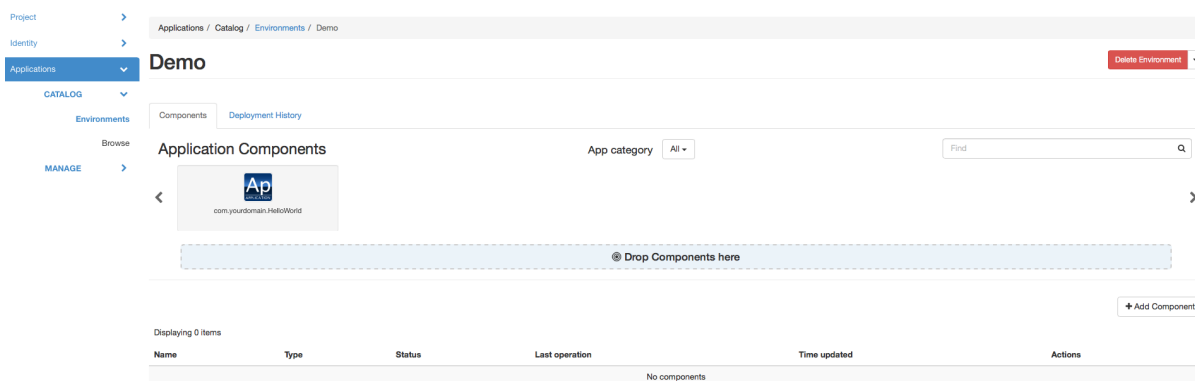 Project
Identity
Applications
CATALOG
Environments
Browse
MANAGE
Applications / Catalog / Environments / Demo
Demo
Delete Environment
Components
Deployment History
Application Components
App category
All
Find
Ap
com.yourdomain.HelloWorld
Drop Components here
+ Add Component
Displaying 0 items
Name Type Status Last operation Time updated Actions
No components